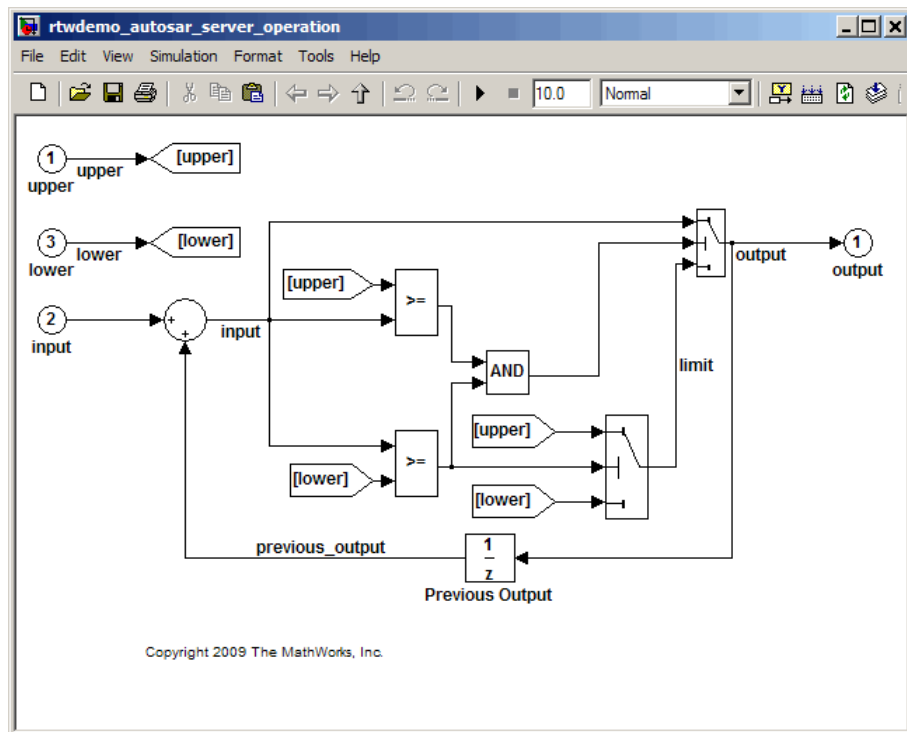 rtwdemo_autosar_server_operation
File Edit View Simulation Format Tools Help
10.0 Normal
1 upper [upper]
upper
3 lower [lower]
lower
[upper]
>=
2 + + input
input
AND
output 1
output
limit
[upper]
>=
[lower]
[lower]
previous_output
1
z
Previous Output
Copyright 2009 The MathWorks, Inc.